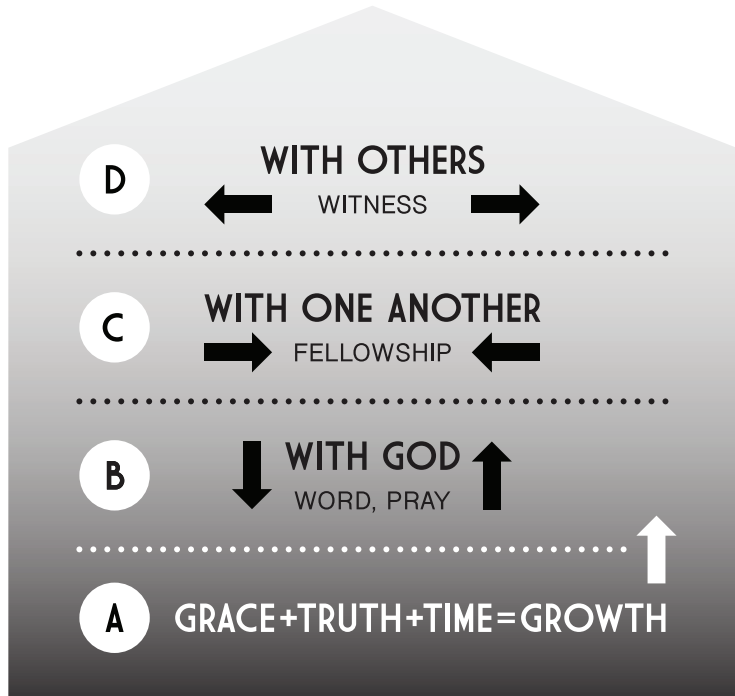 D
WITH OTHERS
WITNESS
C
WITH ONE ANOTHER
FELLOWSHIP
B
WITH GOD
WORD, PRAY
A
GRACE+TRUTH+TIME=GROWTH